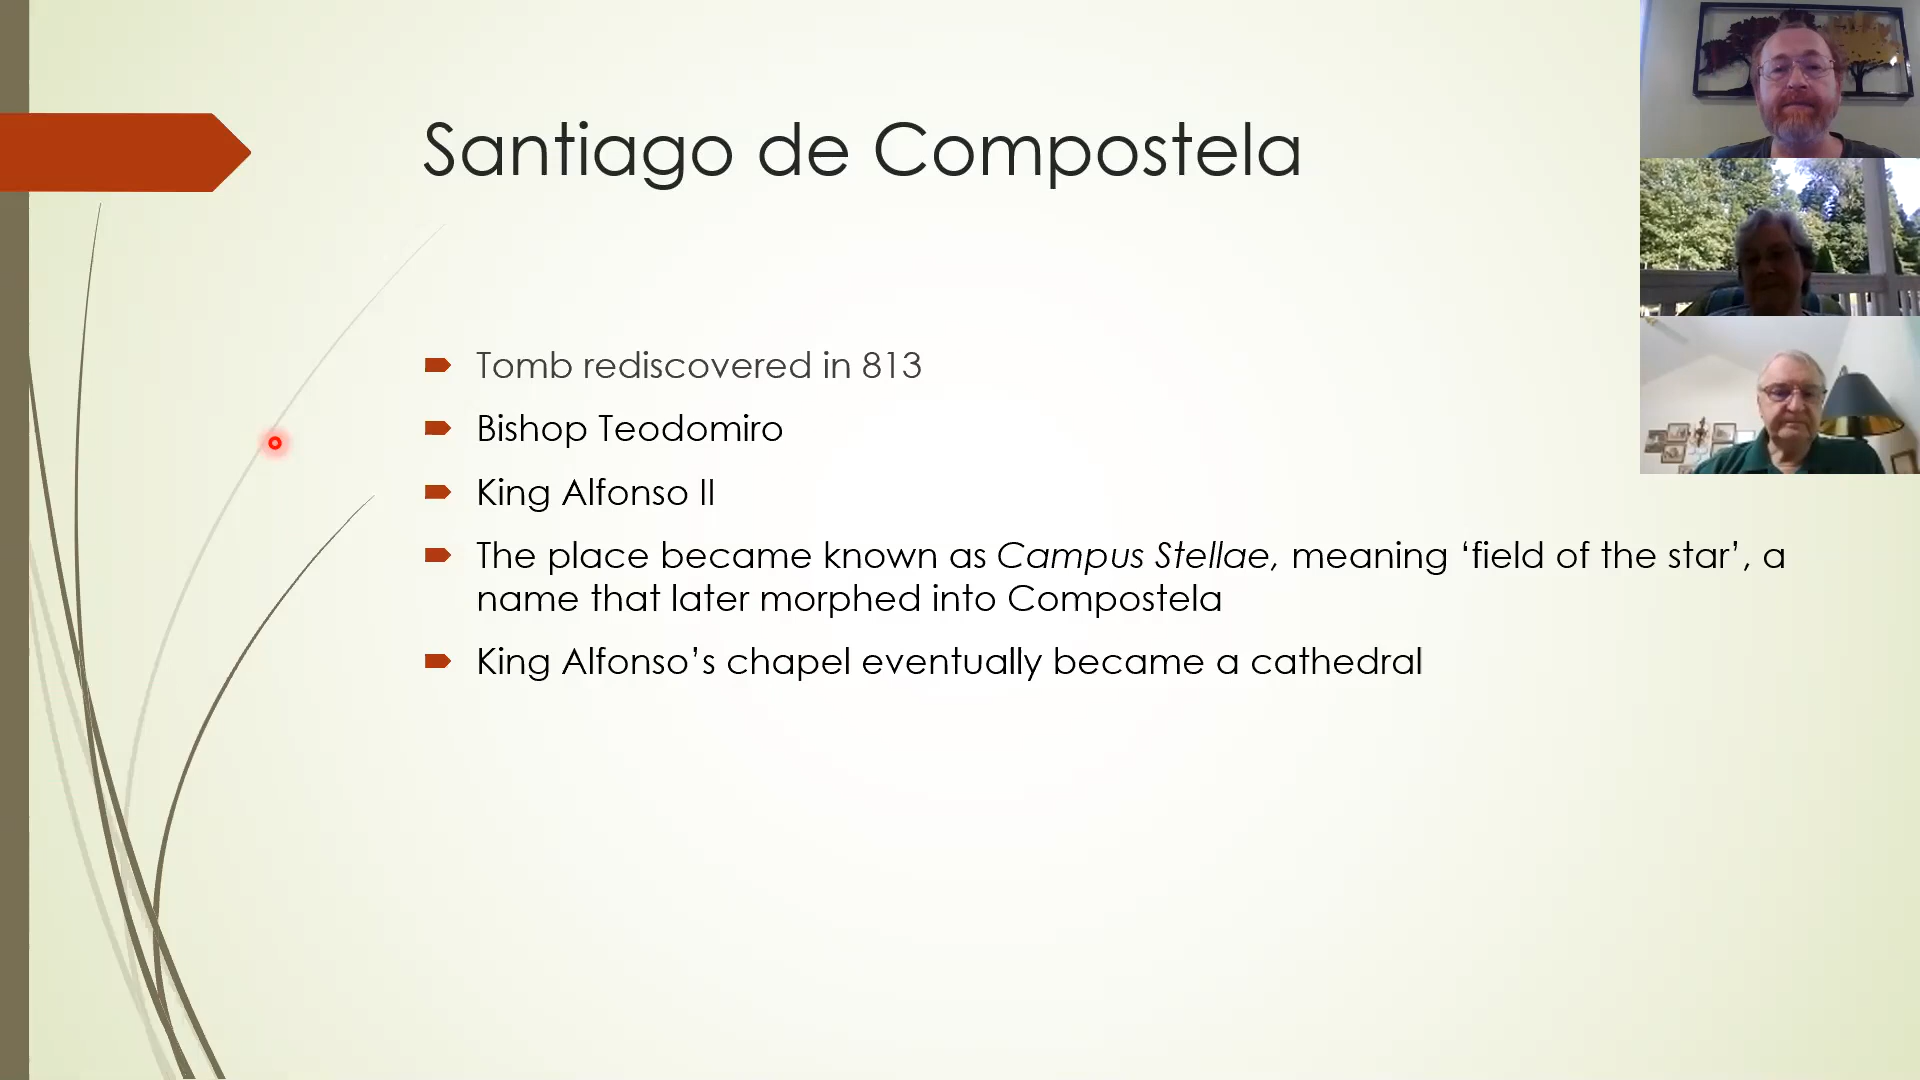 Santiago de Compostela
Tomb rediscovered in 813
Bishop Teodomiro
King Alfonso II
The place became known as Campus Stellae, meaning ‘field of the star’, a
name that later morphed into Compostela
King Alfonso’s chapel eventually became a cathedral